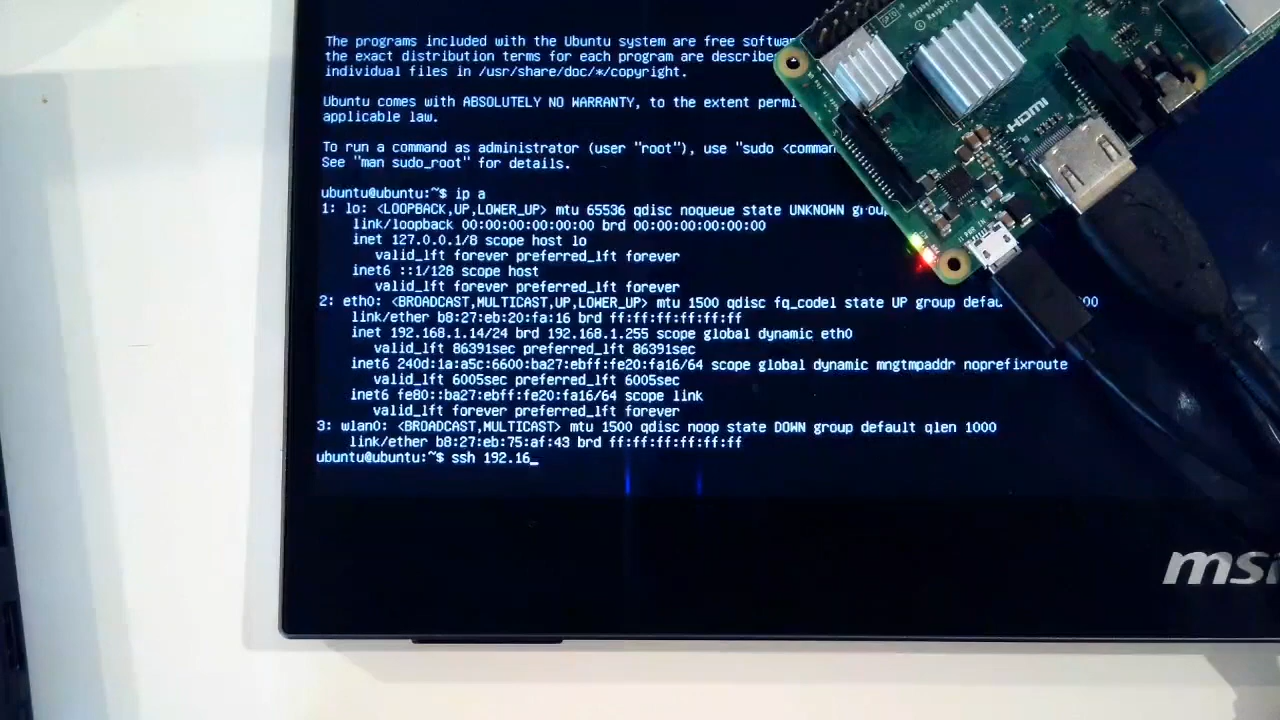 The programs included with the Ubuntu system are free softwar
the exact distribution terms for each program are describe
individual files in /usr/share/doc/*/copyright.
Ubuntu comes with ABSOLUTELY NO WARRANTY, to the extent permi
applicable law.
To run a command as administrator (user "root"), use "sudo <comman
See "man sudo_root" for details.
ubuntu@ubuntu:~$ ip a
1: lo: <LOOPBACK,UP,LOWER_UP> mtu 65536 qdisc noqueue state UNKNOWN group
link/loopback 00:00:00:00:00:00 brd 00:00:00:00:00:00
inet 127.0.0.1/8 scope host lo
valid_lft forever preferred_lft forever
inet6 ::1/128 scope host
valid_lft forever preferred_lft forever
2: eth0: <BROADCAST,MULTICAST,UP,LOWER_UP> mtu 1500 qdisc fq_codel state UP group defau 000
link/ether b8:27:eb:20:fa:16 brd ff:ff:ff:ff:ff:ff
inet 192.168.1.14/24 brd 192.168.1.255 scope global dynamic eth0
valid_lft 86391sec preferred_lft 86391sec
inet6 240d:1a:a5c:6600:ba27:ebff:fe20:fa16/64 scope global dynamic mngtmpaddr noprefixroute
valid_lft 6005sec preferred_lft 6005sec
inet6 fe80::ba27:ebff:fe20:fa16/64 scope link
valid_lft forever preferred_lft forever
3: wlan0: <BROADCAST,MULTICAST> mtu 1500 qdisc noop state DOWN group default qlen 1000
link/ether b8:27:eb:75:af:43 brd ff:ff:ff:ff:ff:ff
ubuntu@ubuntu:~$ ssh 192.16_
HDMI
msi